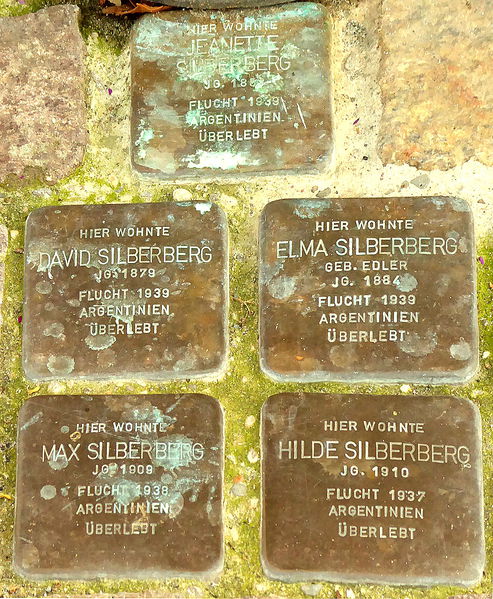 HIER WOHNTE
JEANETTE
SILBERBERG
JG.
FLUCHT 1939
ARGENTINIEN
ÜBERLEBT
HIER WOHNTE
DAVID SILBERBERG
JG. 1879
FLUCHT 1939
ARGENTINIEN
ÜBERLEBT
HIER WOHNTE
ELMA SILBERBERG
GEB. EDLER
JG. 1884
FLUCHT 1939
ARGENTINIEN
ÜBERLEBT
HIER WOHNTE
MAX SILBERBERG
JG. 1909
FLUCHT 1938
ARGENTINIEN
ÜBERLEBT
HIER WOHNTE
HILDE SILBERBERG
JG. 1910
FLUCHT 1937
ARGENTINIEN
ÜBERLEBT